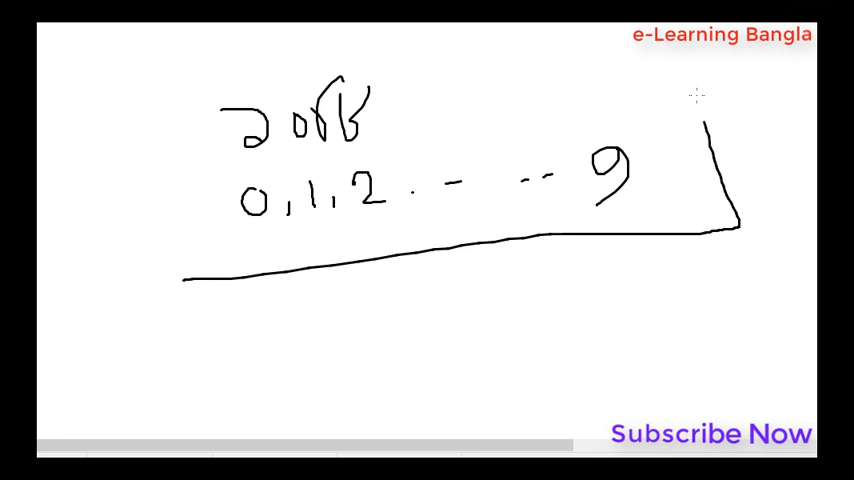 e-Learning Bangla
১০টি
0, 1, 2 . - -- 9
Subscribe Now